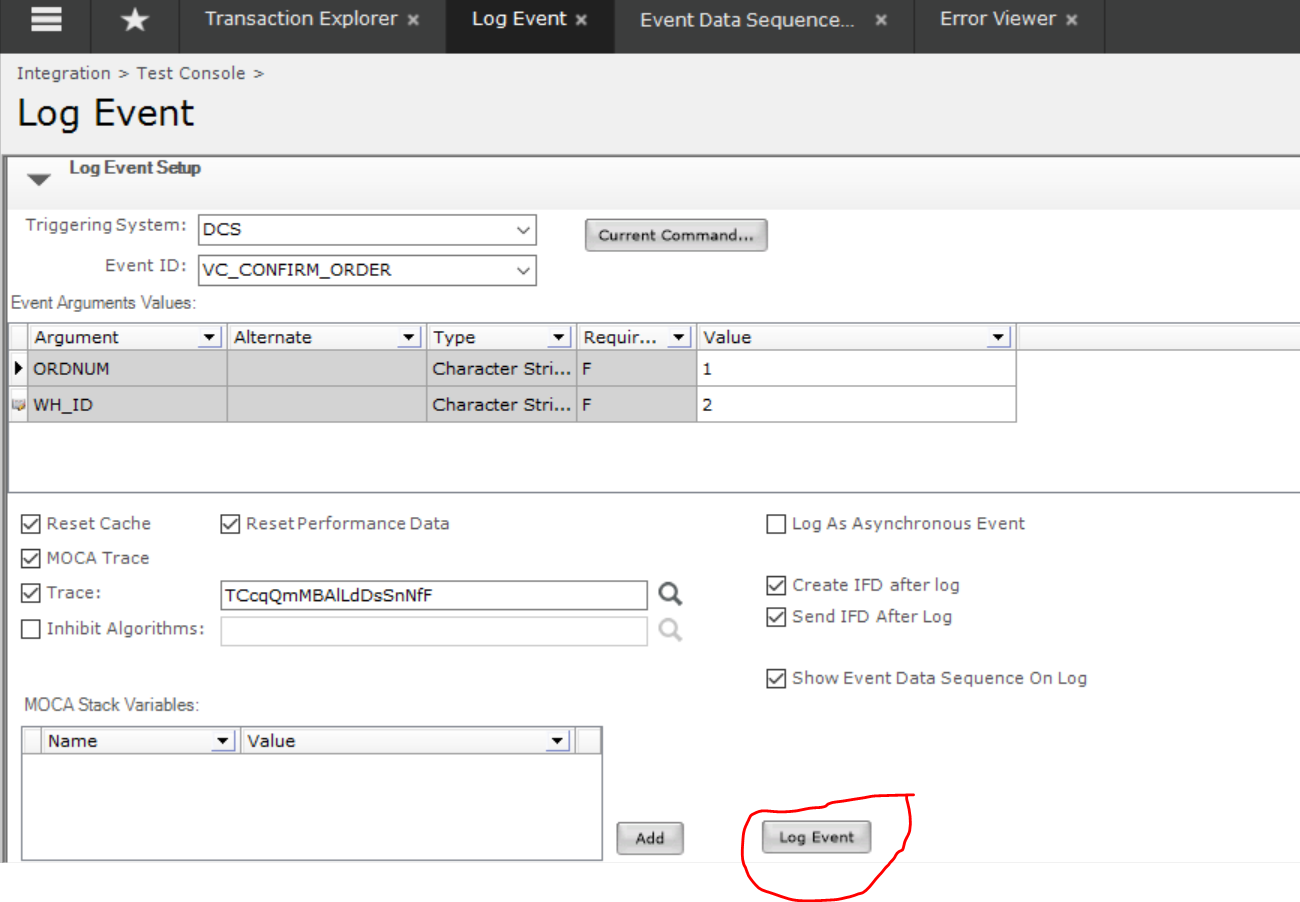 Transaction Explorer × Log Event × Event Data Sequence... × Error Viewer ×
Integration > Test Console >
Log Event
Log Event Setup
Triggering System: DCS Current Command...
Event ID: VC_CONFIRM_ORDER
Event Arguments Values:
Argument Alternate Type Requir... Value
ORDNUM Character Stri... F 1
WH_ID Character Stri... F 2
Reset Cache Reset Performance Data Log As Asynchronous Event
MOCA Trace
Trace: TCcqQmMBAlLdDsSnNfF Create IFD after log
Send IFD After Log
Inhibit Algorithms:
Show Event Data Sequence On Log
MOCA Stack Variables:
Name Value
Add Log Event